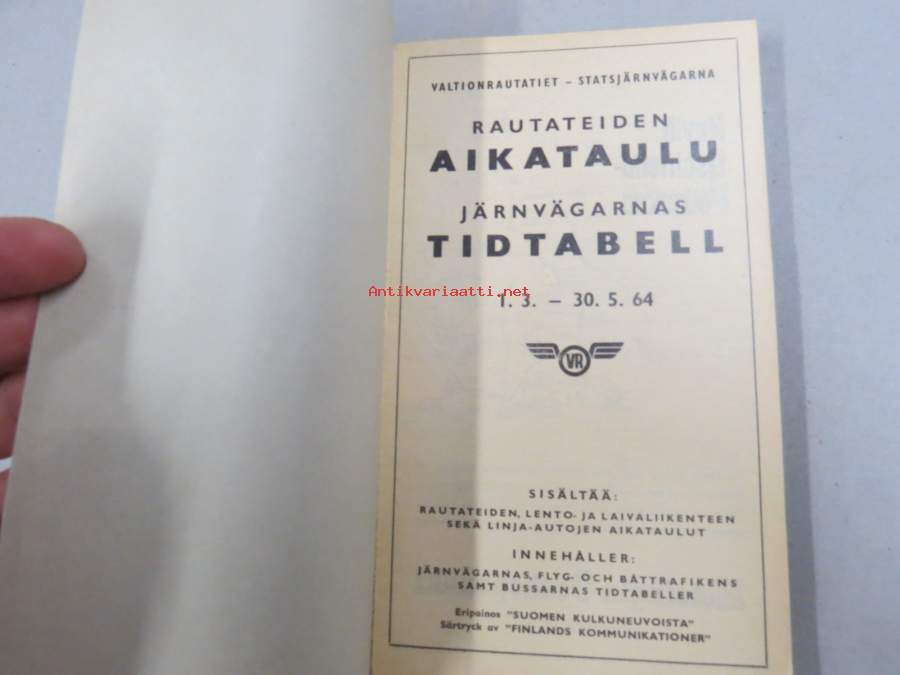 VALTIONRAUTATIET – STATSJÄRNVÄGARNA
RAUTATEIDEN
AIKATAULU
JÄRNVÄGARNAS
TIDTABELL
Antikvariaatti.net
1. 3. – 30. 5. 64
VR
SISÄLTÄÄ:
RAUTATEIDEN, LENTO- JA LAIVALIIKENTEEN
SEKÄ LINJA-AUTOJEN AIKATAULUT
INNEHÅLLER:
JÄRNVÄGARNAS, FLYG- OCH BÅTTRAFIKENS
SAMT BUSSARNAS TIDTABELLER
Eripainos "SUOMEN KULKUNEUVOISTA"
Särtryck av "FINLANDS KOMMUNIKATIONER"